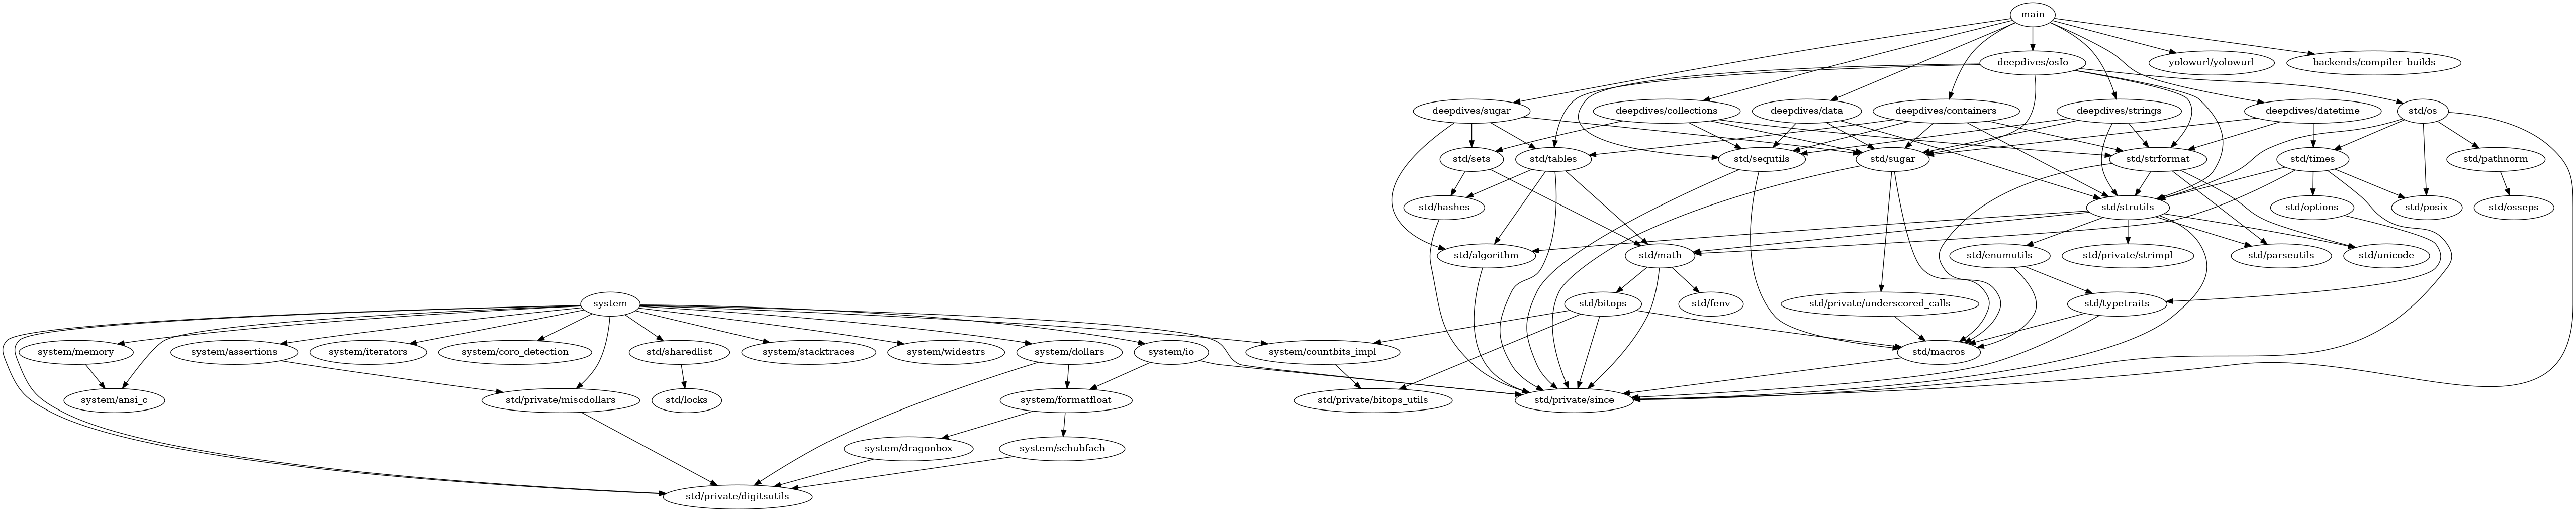 main
deepdives/osIo
yolowurl/yolowurl
backends/compiler_builds
deepdives/sugar
deepdives/collections
deepdives/data
deepdives/containers
deepdives/strings
deepdives/datetime
std/os
std/sets
std/tables
std/sequtils
std/sugar
std/strformat
std/times
std/pathnorm
std/hashes
std/strutils
std/options
std/posix
std/osseps
std/algorithm
std/math
std/enumutils
std/private/strimpl
std/parseutils
std/unicode
system
std/bitops
std/fenv
std/private/underscored_calls
std/typetraits
system/memory
system/assertions
system/iterators
system/coro_detection
std/sharedlist
system/stacktraces
system/widestrs
system/dollars
system/io
system/countbits_impl
std/macros
system/ansi_c
std/private/miscdollars
std/locks
system/formatfloat
std/private/bitops_utils
std/private/since
system/dragonbox
system/schubfach
std/private/digitsutils